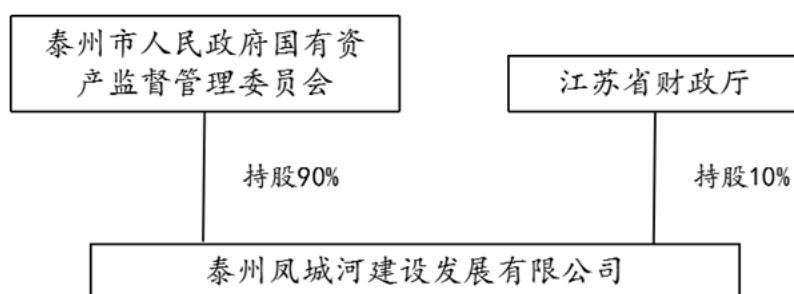 泰州市人民政府国有资
产监督管理委员会
江苏省财政厅
持股90%
持股10%
泰州凤城河建设发展有限公司